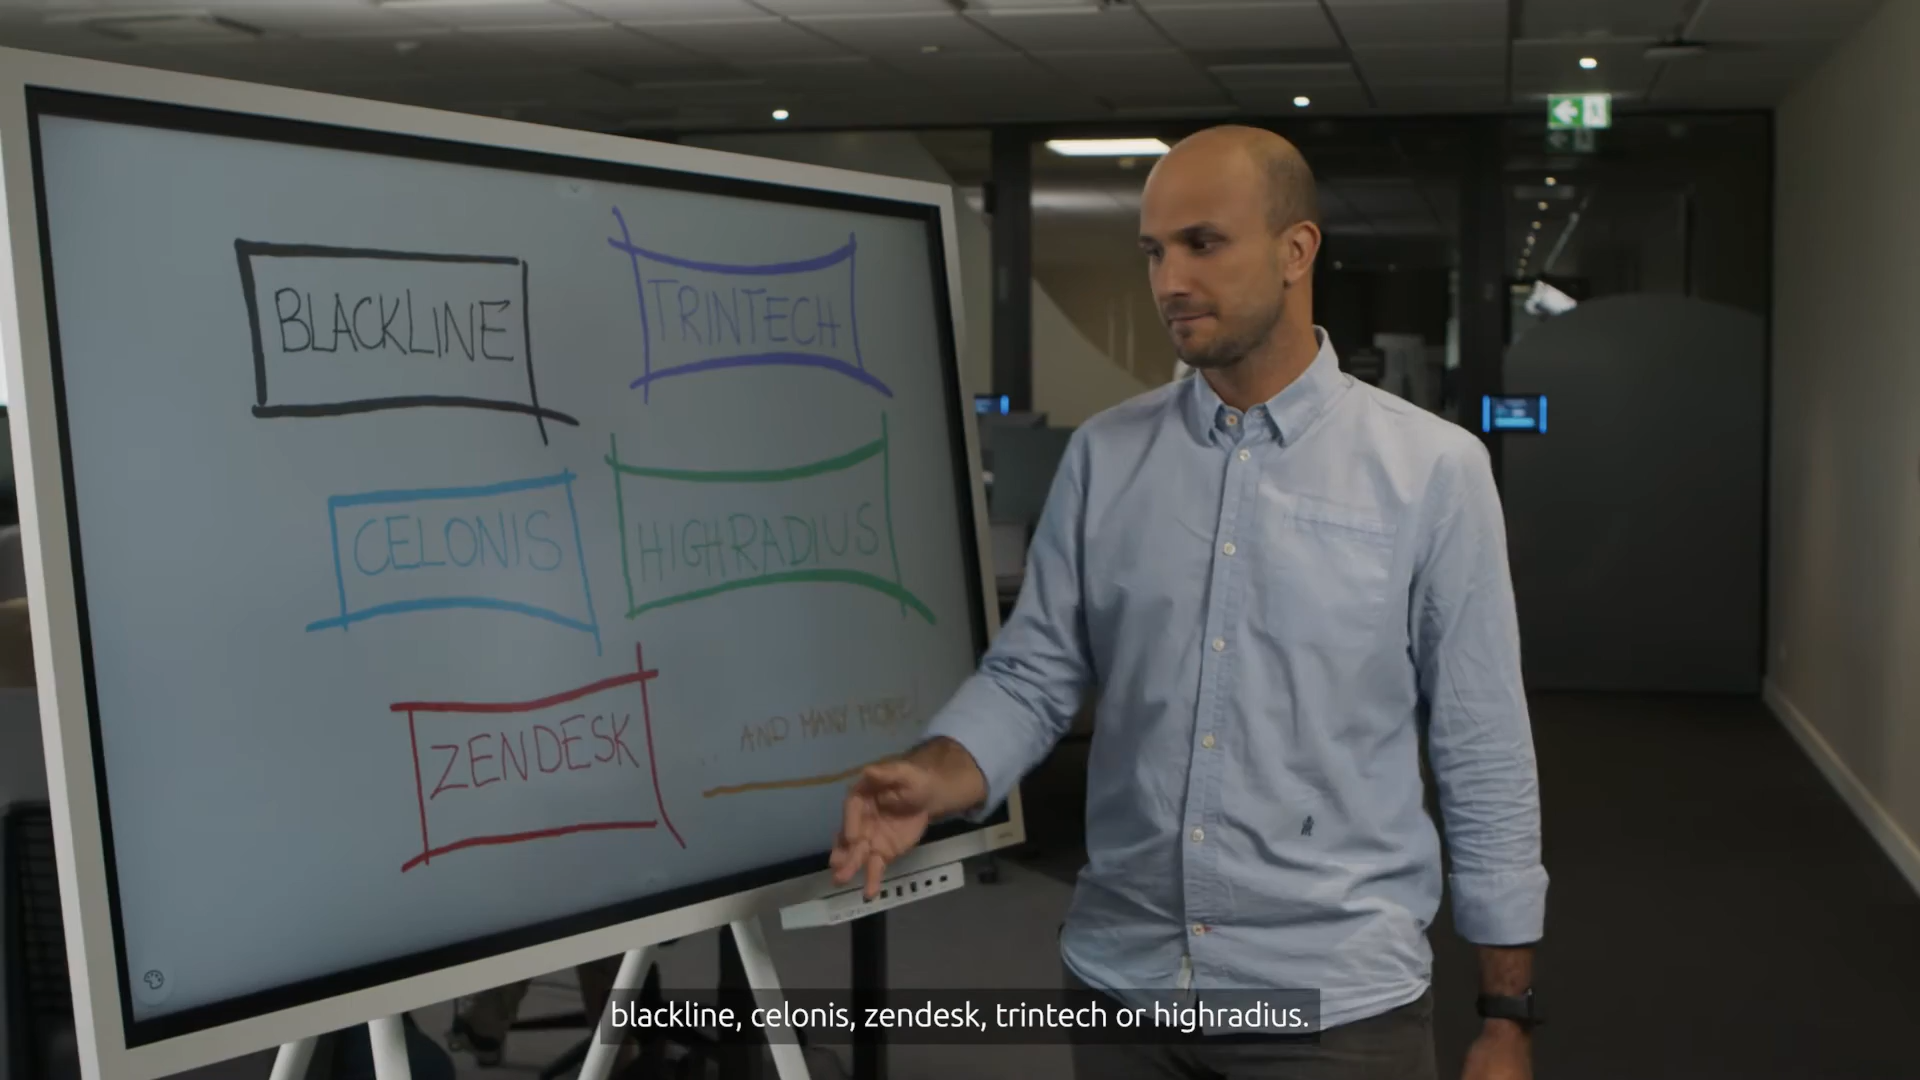 BLACKLINE
TRINTECH
CELONIS
HIGHRADIUS
ZENDESK
AND MANY MORE!
blackline, celonis, zendesk, trintech or highradius.